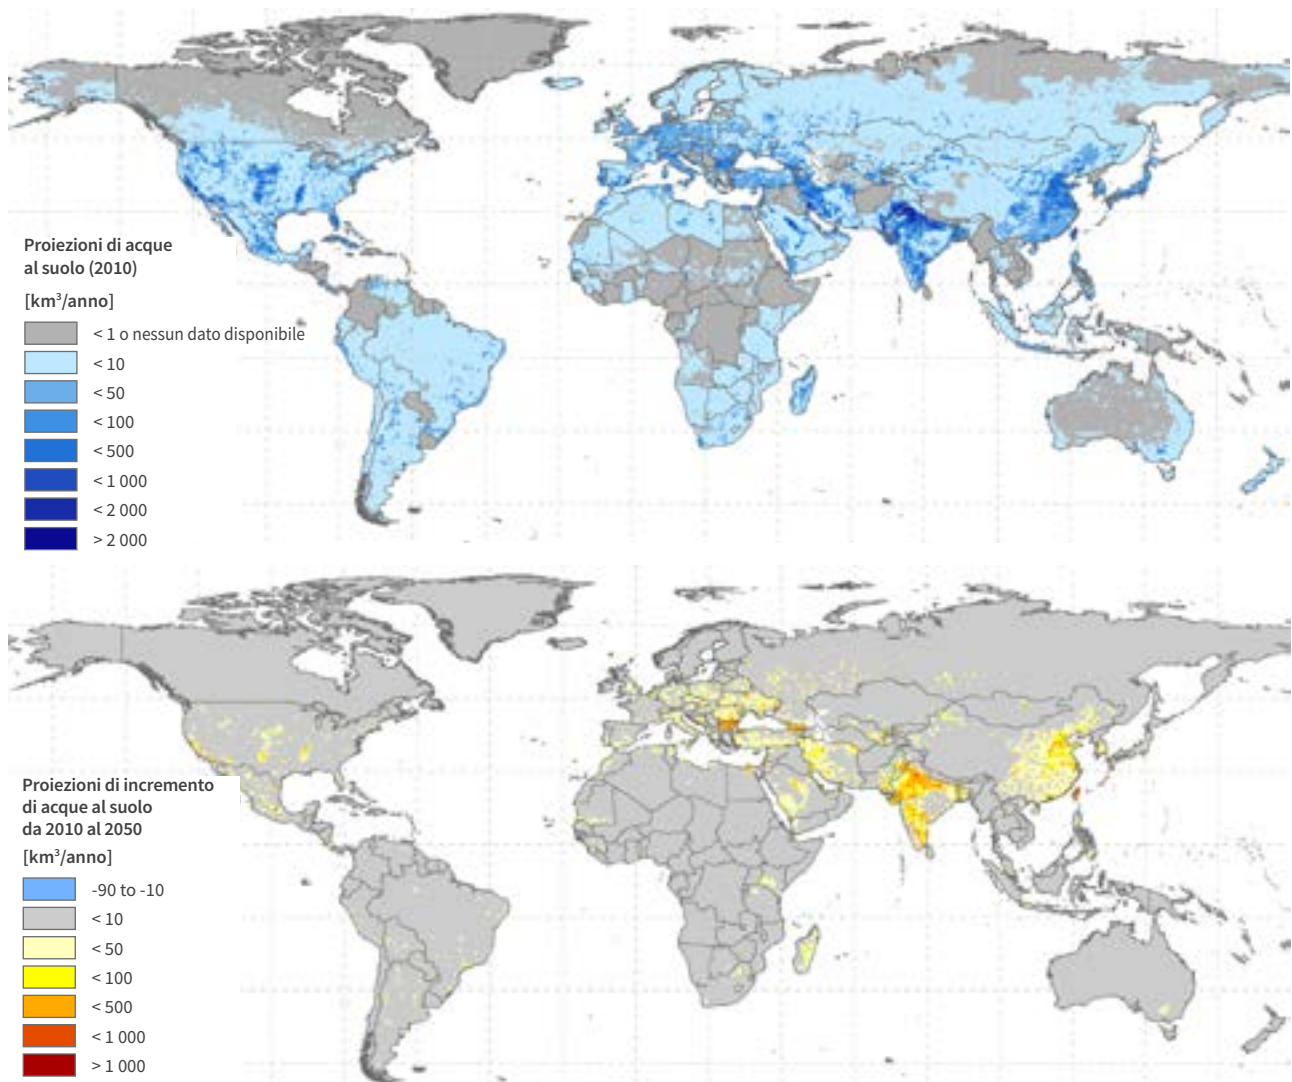 Proiezioni di acque
al suolo (2010)
[km³/anno]
< 1 o nessun dato disponibile
< 10
< 50
< 100
< 500
< 1 000
< 2 000
> 2 000
Proiezioni di incremento
di acque al suolo
da 2010 al 2050
[km³/anno]
-90 to -10
< 10
< 50
< 100
< 500
< 1 000
> 1 000